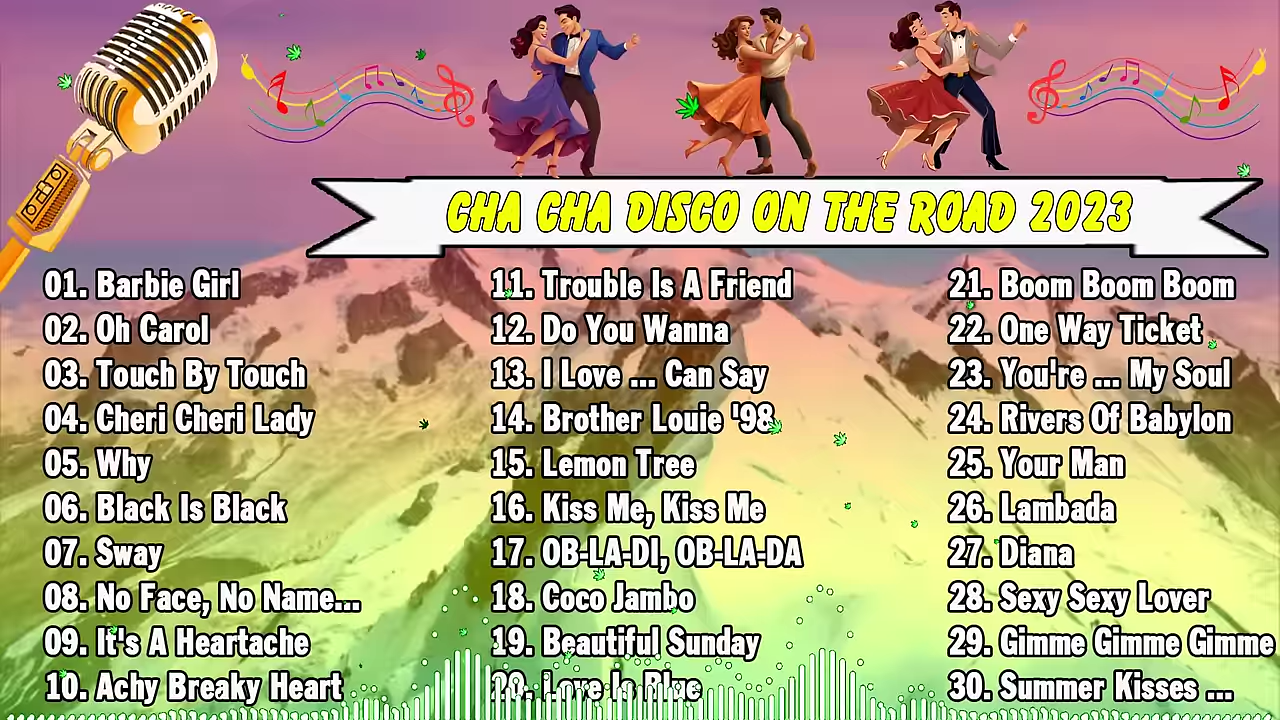 CHA CHA DISCO ON THE ROAD 2023
01. Barbie Girl
02. Oh Carol
03. Touch By Touch
04. Cheri Cheri Lady
05. Why
06. Black Is Black
07. Sway
08. No Face, No Name...
09. It's A Heartache
10. Achy Breaky Heart
11. Trouble Is A Friend
12. Do You Wanna
13. I Love ... Can Say
14. Brother Louie '98
15. Lemon Tree
16. Kiss Me, Kiss Me
17. OB-LA-DI, OB-LA-DA
18. Coco Jambo
19. Beautiful Sunday
20. Love Is Blue
21. Boom Boom Boom
22. One Way Ticket
23. You're ... My Soul
24. Rivers Of Babylon
25. Your Man
26. Lambada
27. Diana
28. Sexy Sexy Lover
29. Gimme Gimme Gimme
30. Summer Kisses ...